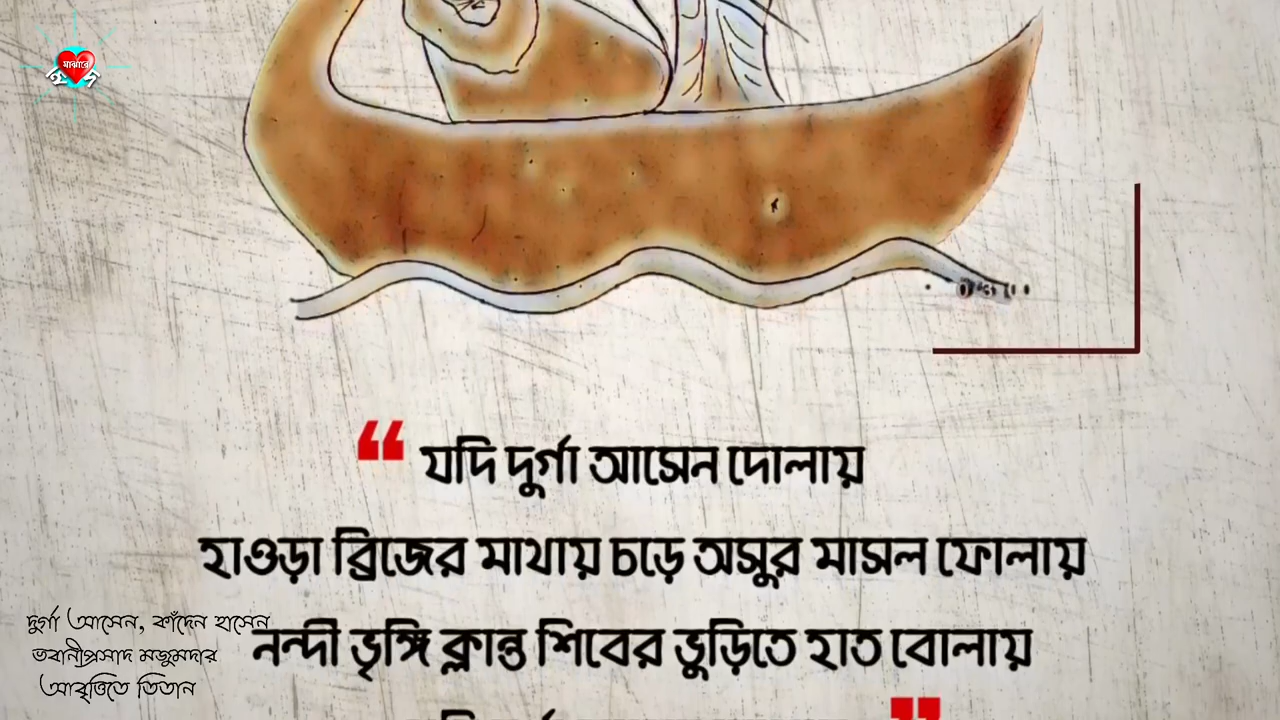 মাঝারে
“যদি দুর্গা আসেন দোলায়
হাওড়া ব্রিজের মাথায় চড়ে অসুর মাসল ফোলায়
নন্দী ভৃঙ্গি ক্লান্ত শিবের ভুড়িতে হাত বোলায়
”
দুর্গা আসেন, কাঁদেন হাসেন
ভবানীপ্রসাদ মজুমদার
আবৃত্তিতে তিতান